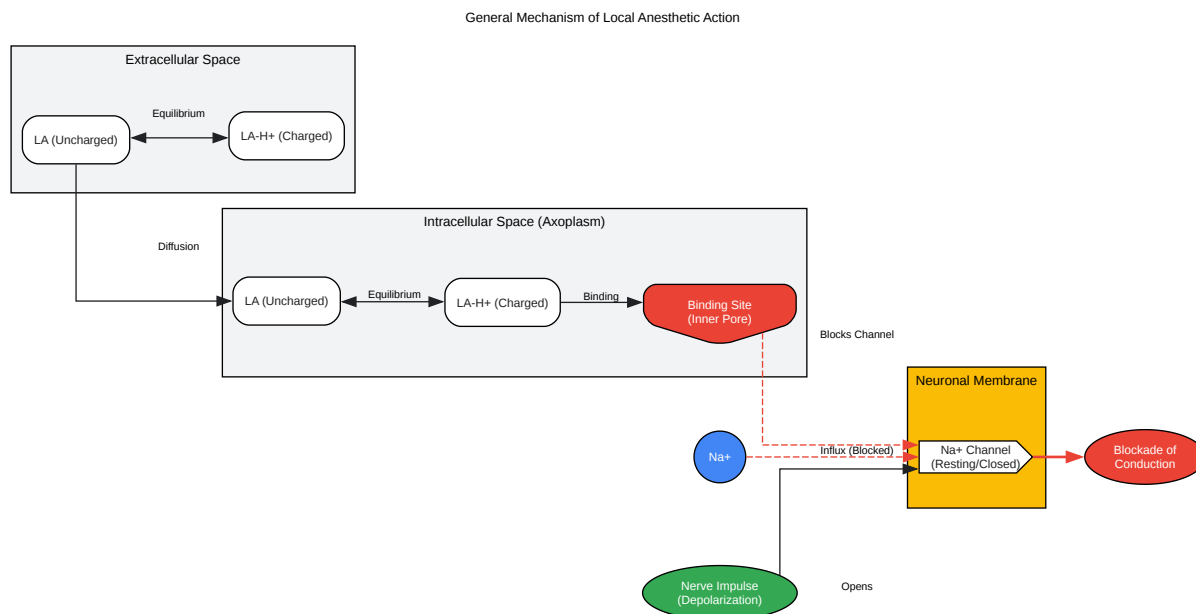 General Mechanism of Local Anesthetic Action
Extracellular Space
Equilibrium
LA (Uncharged)
LA-H+ (Charged)
Intracellular Space (Axoplasm)
Diffusion
LA (Uncharged)
Equilibrium
LA-H+ (Charged)
Binding
Binding Site
(Inner Pore)
Blocks Channel
Neuronal Membrane
Na+
Influx (Blocked)
Na+ Channel
(Resting/Closed)
Blockade of
Conduction
Nerve Impulse
(Depolarization)
Opens